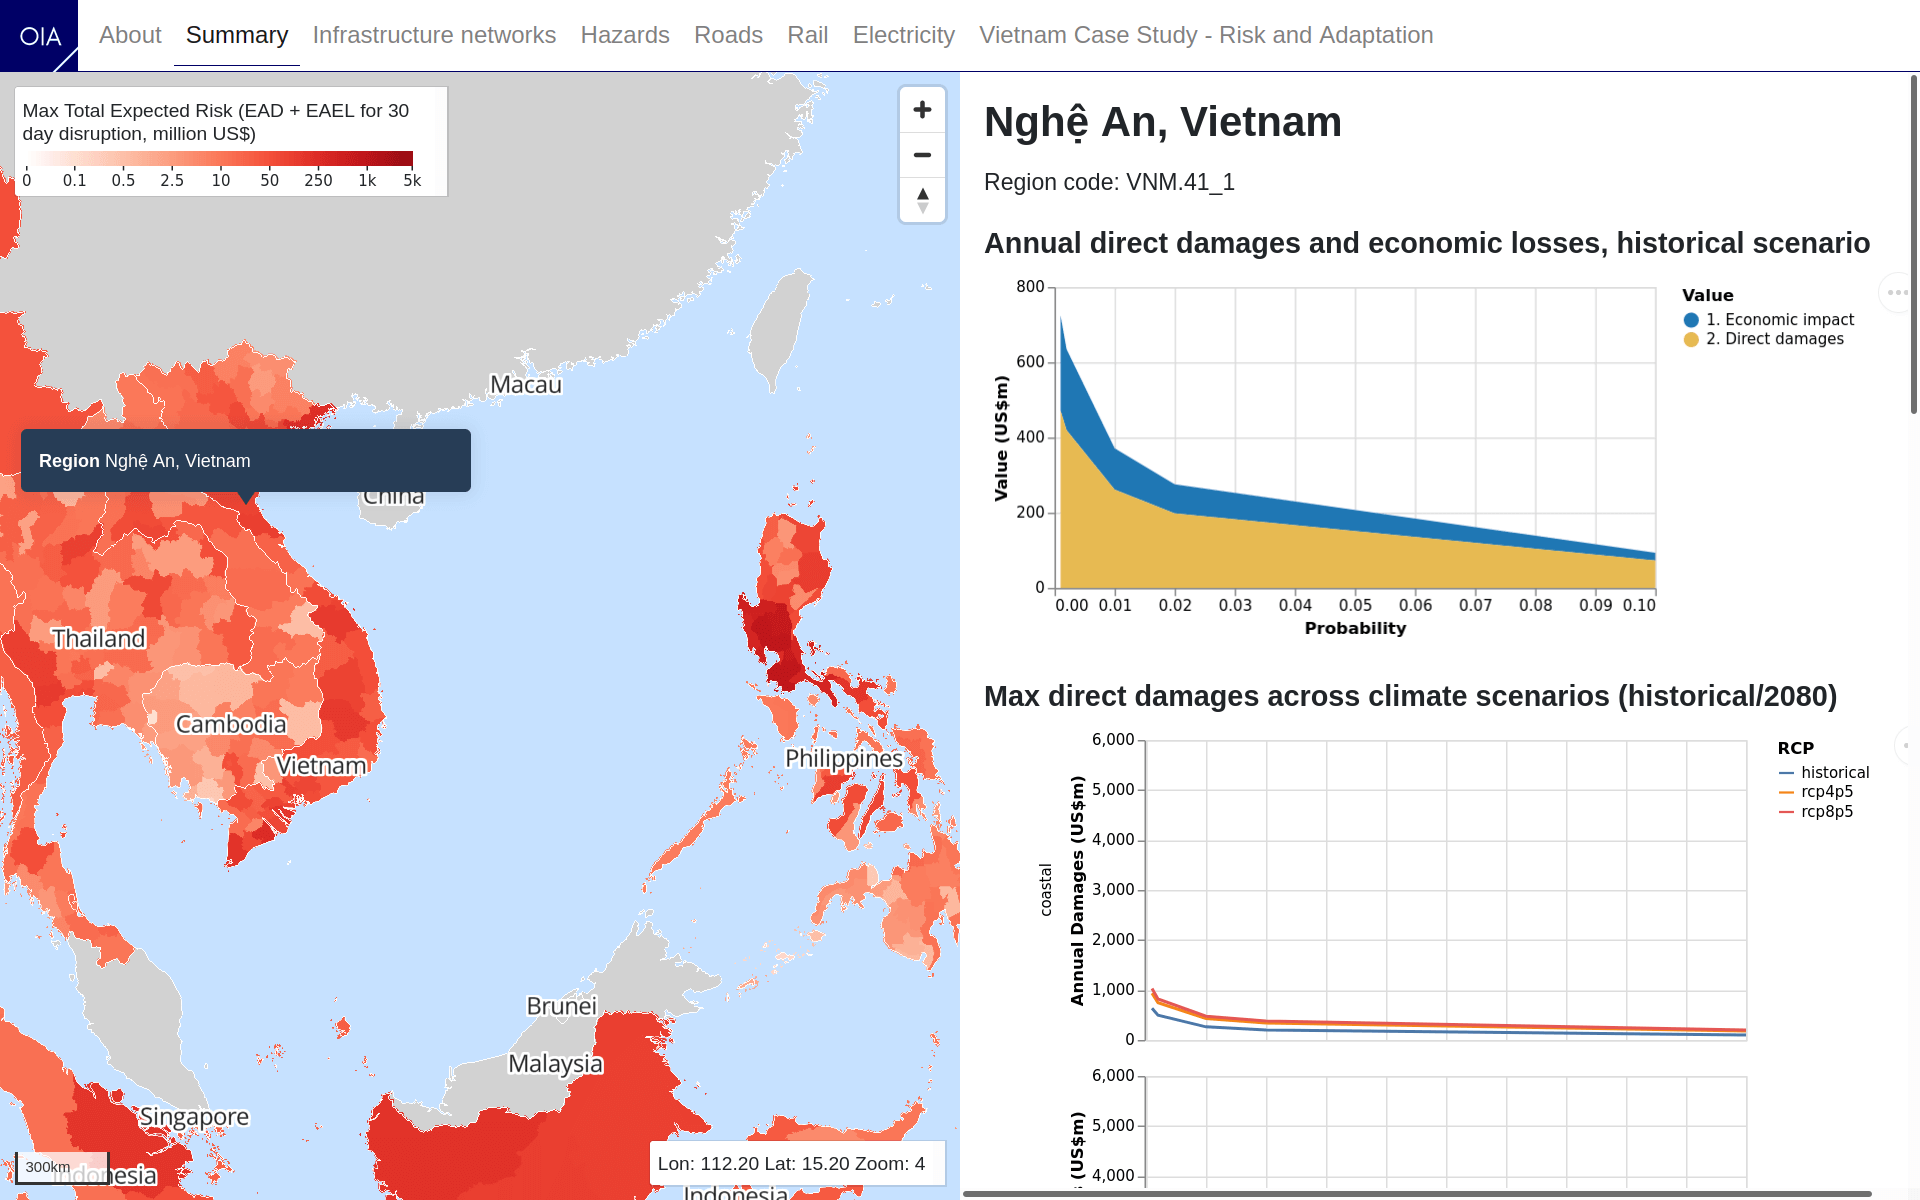 OIA
About Summary Infrastructure networks Hazards Roads Rail Electricity Vietnam Case Study - Risk and Adaptation
Max Total Expected Risk (EAD + EAEL for 30
day disruption, million US$)
0 0.1 0.5 2.5 10 50 250 1k 5k
Macau
Region Nghệ An, Vietnam
China
Thailand
Cambodia
Vietnam
Philippines
Brunei
Malaysia
Singapore
Indonesia
300km
Indonesia
Lon: 112.20 Lat: 15.20 Zoom: 4
Nghệ An, Vietnam
Region code: VNM.41_1
Annual direct damages and economic losses, historical scenario
800
600
400
200
0
Value (US$m)
0.00 0.01 0.02 0.03 0.04 0.05 0.06 0.07 0.08 0.09 0.10
Probability
Value
1. Economic impact
2. Direct damages
Max direct damages across climate scenarios (historical/2080)
6,000
5,000
4,000
3,000
2,000
1,000
0
coastal
Annual Damages (US$m)
RCP
historical
rcp4p5
rcp8p5
6,000
5,000
4,000
(US$m)